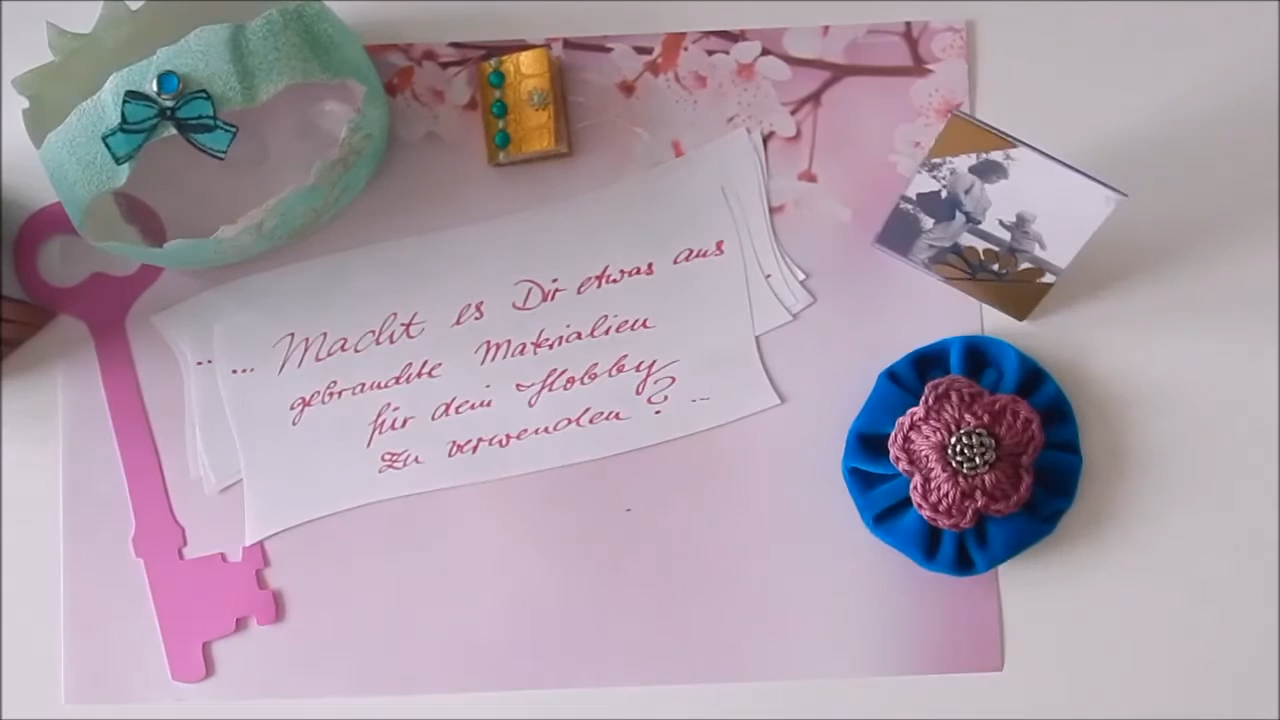 ... Macht es Dir etwas aus
gebrauchte Materialien
für dein Hobby
zu verwenden? ...